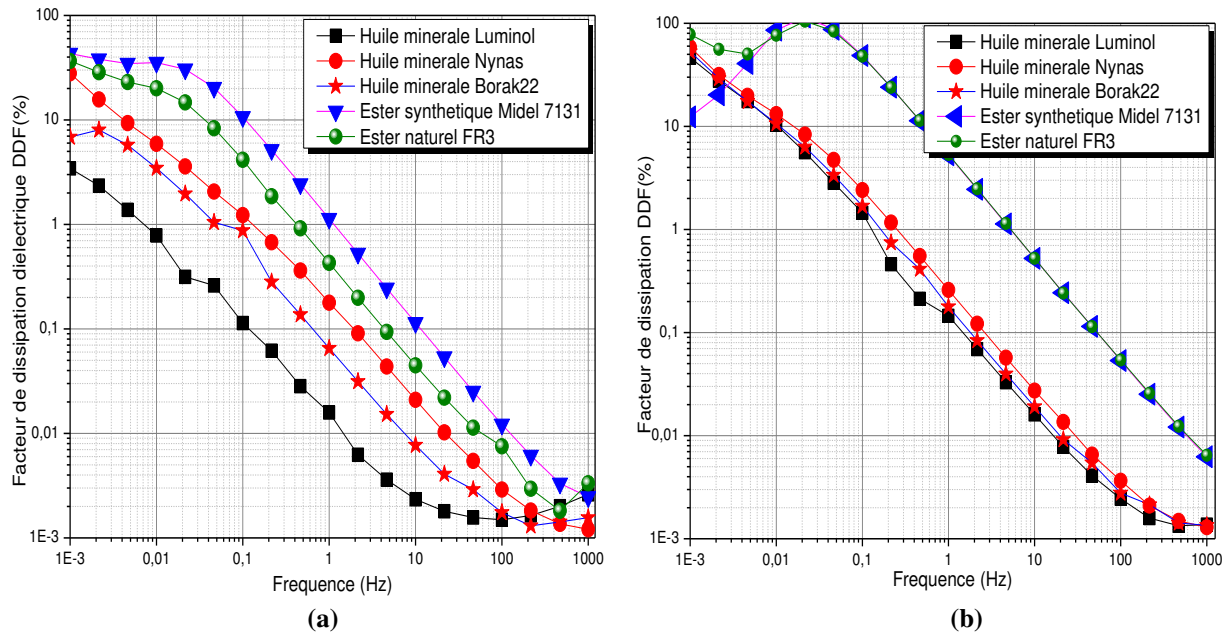 100
10
1
0,1
0,01
1E-3
Facteur de dissipation dielectrique DDF(%)
Huile minerale Luminol
Huile minerale Nynas
Huile minerale Borak22
Ester synthetique Midel 7131
Ester naturel FR3
1E-3 0,01 0,1 1 10 100 1000
Frequence (Hz)
(a)
100
10
1
0,1
0,01
1E-3
Facteur de dissipation DDF(%)
Huile minerale Luminol
Huile minerale Nynas
Huile minerale Borak22
Ester synthetique Midel 7131
Ester naturel FR3
1E-3 0,01 0,1 1 10 100 1000
Frequence (Hz)
(b)